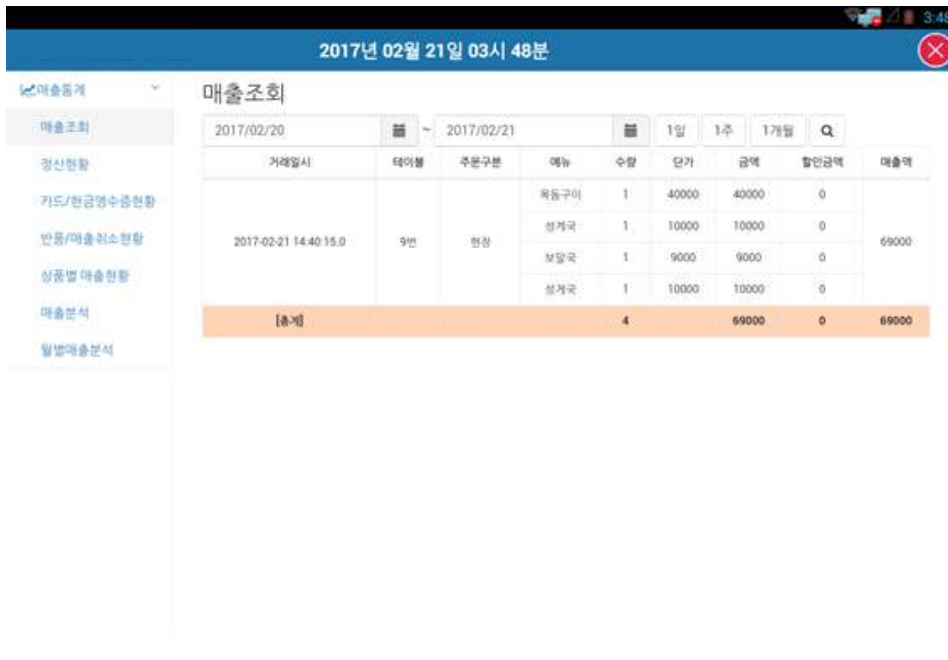 3:48
2017년 02월 21일 03시 48분
매출통계
매출조회
정산현황
카드/현금영수증현황
반품/매출취소현황
상품별 매출현황
매출분석
월별매출분석
매출조회
2017/02/20 ~ 2017/02/21 1일 1주 1개월
거래일시 테이블 주문구분 메뉴 수량 단가 금액 할인금액 매출액
옥돔구이 1 40000 40000 0
성게국 1 10000 10000 0
2017-02-21 14:40:15.0 9번 현장 69000
보말국 1 9000 9000 0
성게국 1 10000 10000 0
[총계] 4 69000 0 69000